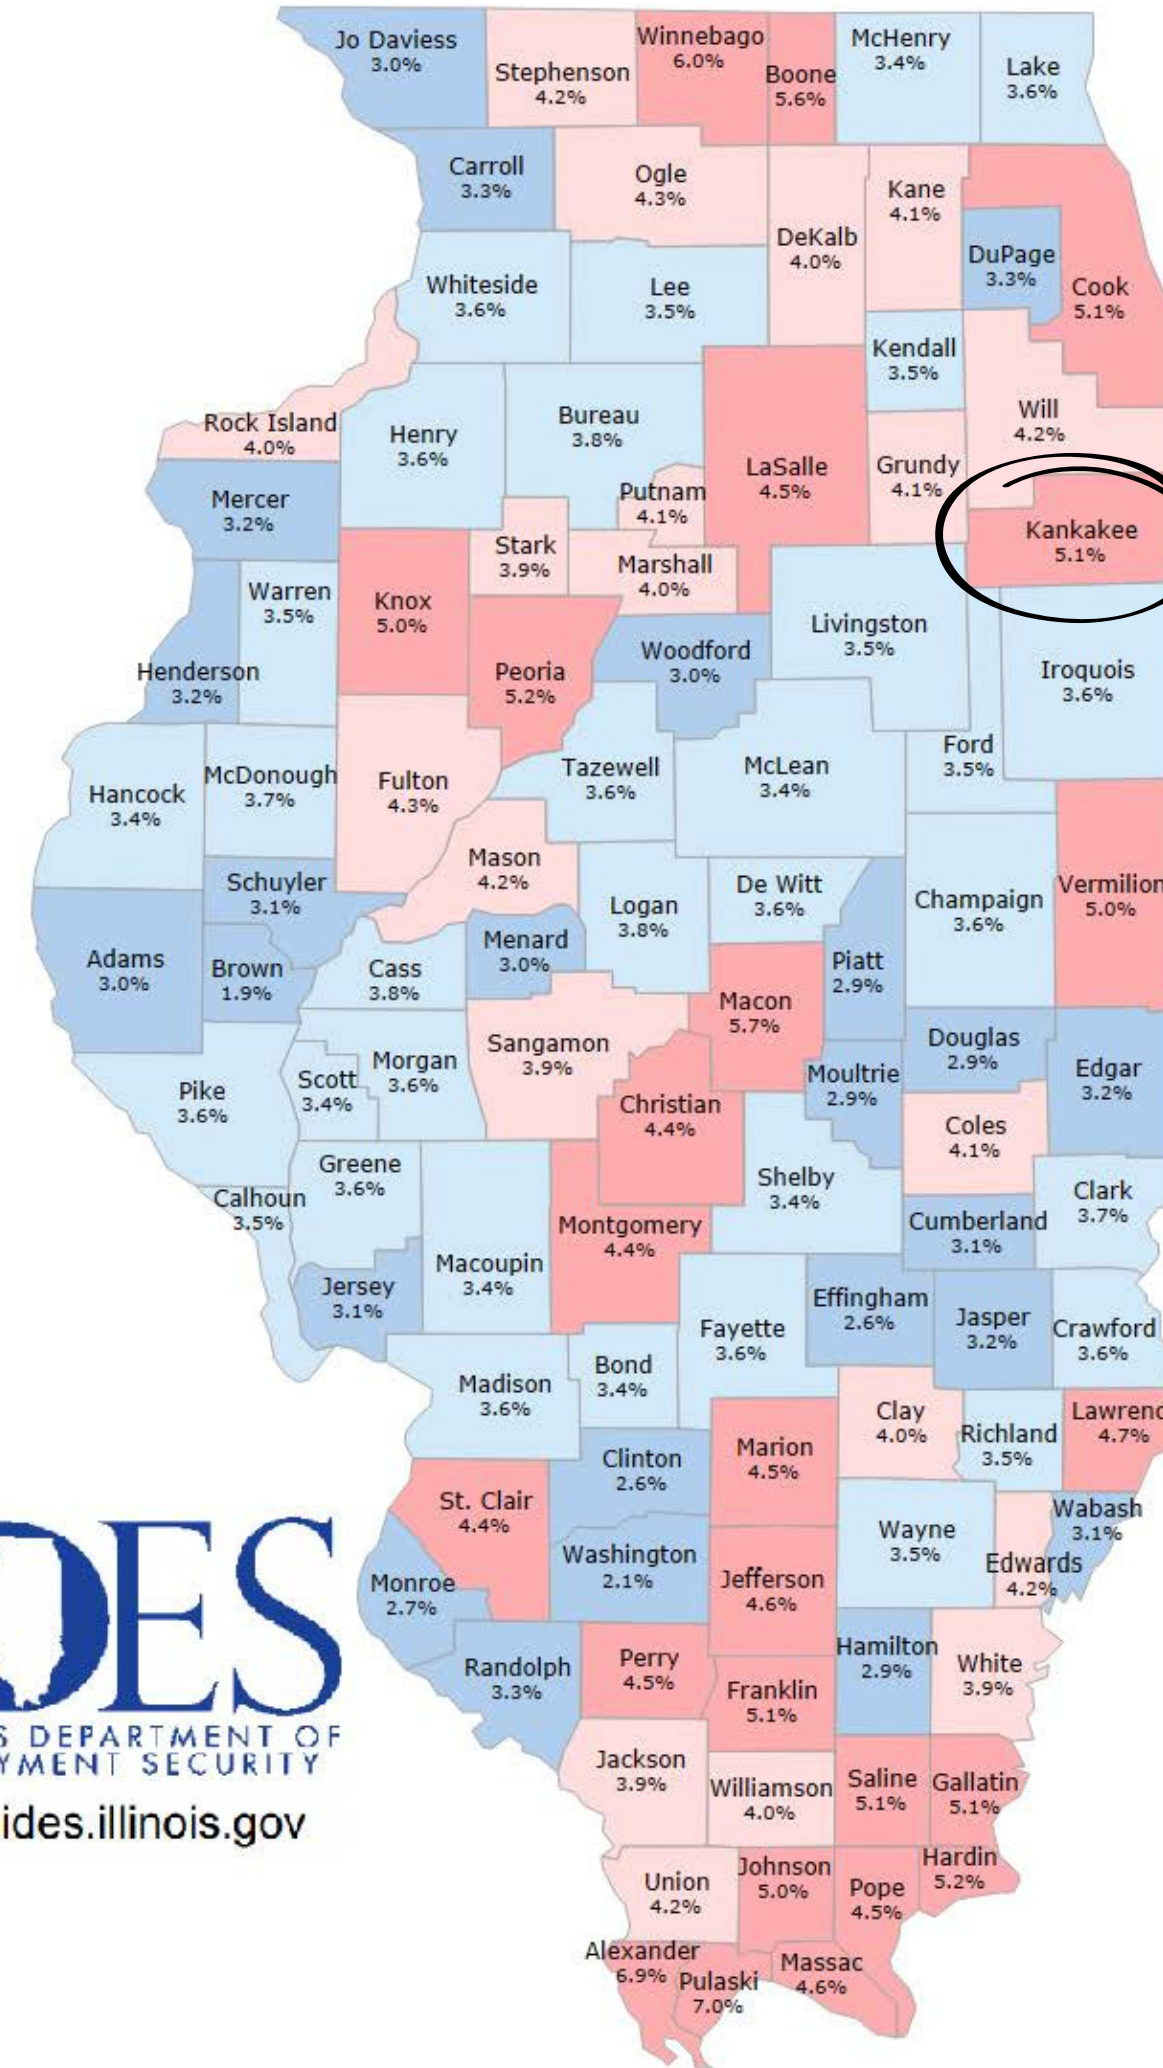 Jo Daviess
3.0%
Stephenson
4.2%
Winnebago
6.0%
Boone
5.6%
McHenry
3.4%
Lake
3.6%
Carroll
3.3%
Ogle
4.3%
DeKalb
4.0%
Kane
4.1%
DuPage
3.3%
Cook
5.1%
Whiteside
3.6%
Lee
3.5%
Kendall
3.5%
Will
4.2%
Rock Island
4.0%
Henry
3.6%
Bureau
3.8%
LaSalle
4.5%
Grundy
4.1%
Putnam
4.1%
Kankakee
5.1%
Mercer
3.2%
Stark
3.9%
Marshall
4.0%
Warren
3.5%
Knox
5.0%
Livingston
3.5%
Henderson
3.2%
Peoria
5.2%
Woodford
3.0%
Iroquois
3.6%
Ford
3.5%
Hancock
3.4%
McDonough
3.7%
Fulton
4.3%
Tazewell
3.6%
McLean
3.4%
Mason
4.2%
Schuyler
3.1%
Logan
3.8%
De Witt
3.6%
Champaign
3.6%
Vermilion
5.0%
Adams
3.0%
Brown
1.9%
Cass
3.8%
Menard
3.0%
Piatt
2.9%
Macon
5.7%
Sangamon
3.9%
Douglas
2.9%
Edgar
3.2%
Pike
3.6%
Scott
3.4%
Morgan
3.6%
Moultrie
2.9%
Christian
4.4%
Coles
4.1%
Greene
3.6%
Shelby
3.4%
Clark
3.7%
Calhoun
3.5%
Montgomery
4.4%
Cumberland
3.1%
Macoupin
3.4%
Jersey
3.1%
Effingham
2.6%
Fayette
3.6%
Jasper
3.2%
Crawford
3.6%
Madison
3.6%
Bond
3.4%
Clay
4.0%
Richland
3.5%
Lawrenc
4.7%
Clinton
2.6%
Marion
4.5%
St. Clair
4.4%
Wayne
3.5%
Wabash
3.1%
Edwards
4.2%
Washington
2.1%
Monroe
2.7%
Jefferson
4.6%
Randolph
3.3%
Perry
4.5%
Hamilton
2.9%
White
3.9%
Franklin
5.1%
Jackson
3.9%
Williamson
4.0%
Saline
5.1%
Gallatin
5.1%
Union
4.2%
Johnson
5.0%
Pope
4.5%
Hardin
5.2%
Alexander
6.9%
Pulaski
7.0%
Massac
4.6%
DES
S DEPARTMENT OF
YMENT SECURITY
ides.illinois.gov